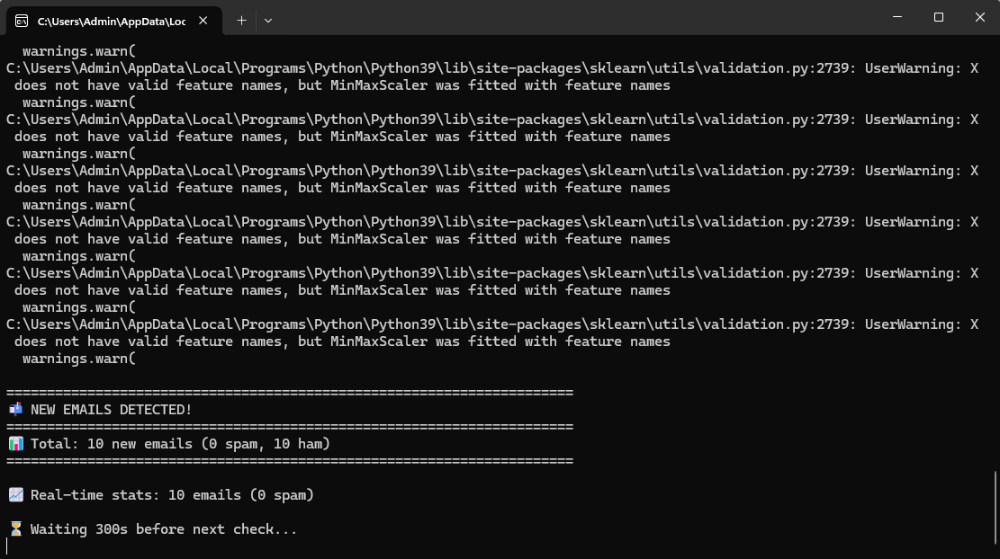 C:\Users\Admin\AppData\Loc
warnings.warn(
C:\Users\Admin\AppData\Local\Programs\Python\Python39\lib\site-packages\sklearn\utils\validation.py:2739: UserWarning: X
does not have valid feature names, but MinMaxScaler was fitted with feature names
warnings.warn(
C:\Users\Admin\AppData\Local\Programs\Python\Python39\lib\site-packages\sklearn\utils\validation.py:2739: UserWarning: X
does not have valid feature names, but MinMaxScaler was fitted with feature names
warnings.warn(
C:\Users\Admin\AppData\Local\Programs\Python\Python39\lib\site-packages\sklearn\utils\validation.py:2739: UserWarning: X
does not have valid feature names, but MinMaxScaler was fitted with feature names
warnings.warn(
C:\Users\Admin\AppData\Local\Programs\Python\Python39\lib\site-packages\sklearn\utils\validation.py:2739: UserWarning: X
does not have valid feature names, but MinMaxScaler was fitted with feature names
warnings.warn(
C:\Users\Admin\AppData\Local\Programs\Python\Python39\lib\site-packages\sklearn\utils\validation.py:2739: UserWarning: X
does not have valid feature names, but MinMaxScaler was fitted with feature names
warnings.warn(
C:\Users\Admin\AppData\Local\Programs\Python\Python39\lib\site-packages\sklearn\utils\validation.py:2739: UserWarning: X
does not have valid feature names, but MinMaxScaler was fitted with feature names
warnings.warn(
======================================================================
📬 NEW EMAILS DETECTED!
======================================================================
📊 Total: 10 new emails (0 spam, 10 ham)
======================================================================
📈 Real-time stats: 10 emails (0 spam)
⏳ Waiting 300s before next check...